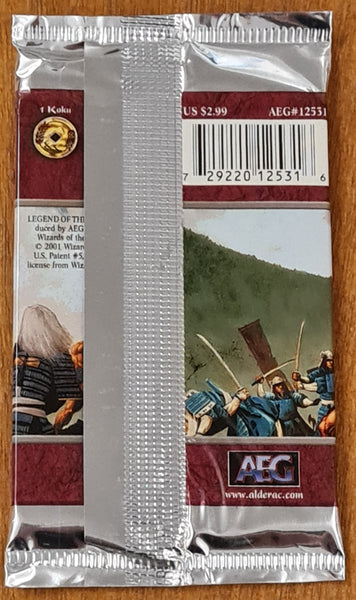 1 Koku
US $2.99
AEG#12531
7 29220 12531 6
LEGEND OF THE
duced by AEG
Wizards of the
© 2001 Wizar
U.S. Patent #5,
license from Wiz
AEG
www.alderac.com